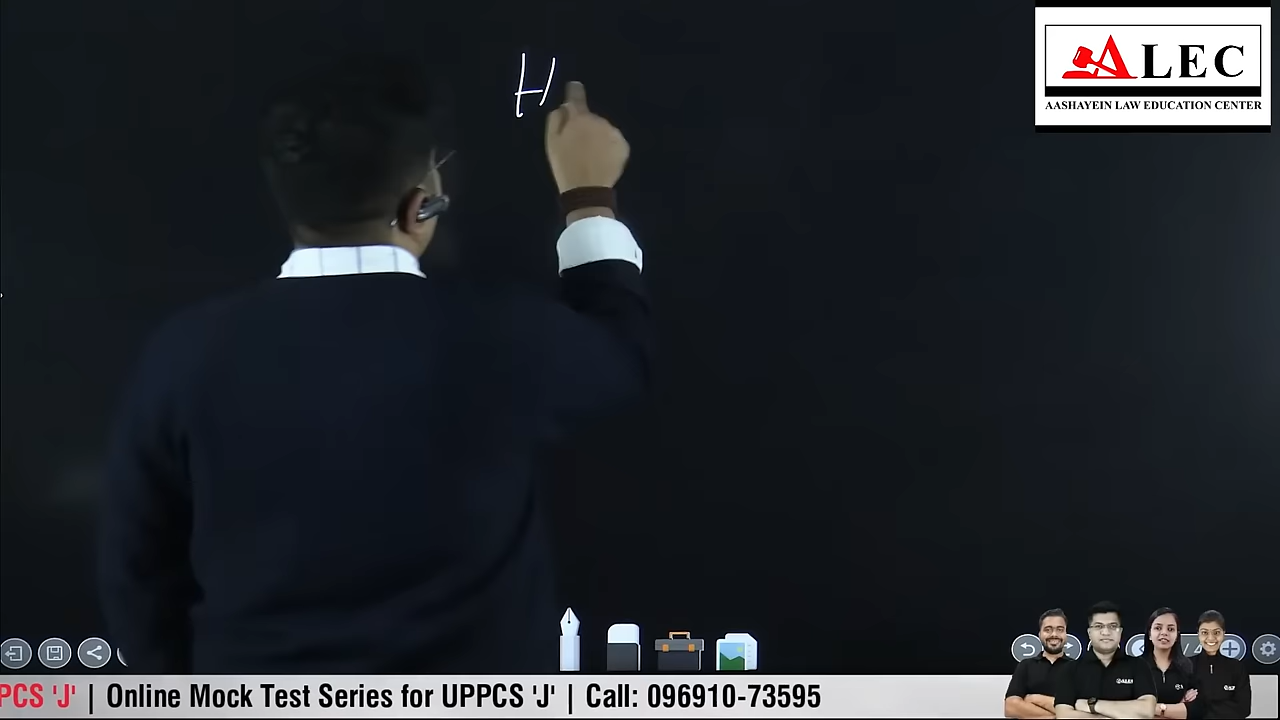 H
ALEC
AASHAYEIN LAW EDUCATION CENTER
PCS 'J' | Online Mock Test Series for UPPCS 'J' | Call: 096910-73595